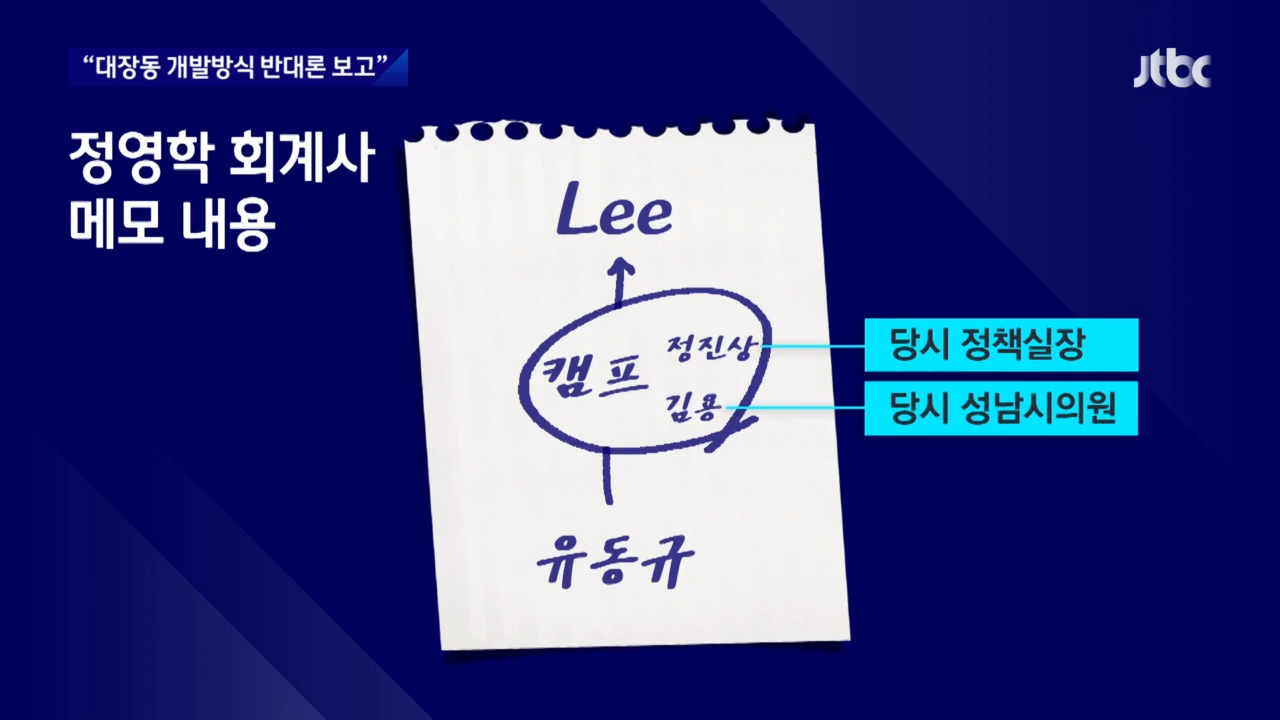 “대장동 개발방식 반대론 보고”
jtbc
정영학 회계사
메모 내용
Lee
캠프
정진상
김용
유동규
당시 정책실장
당시 성남시의원